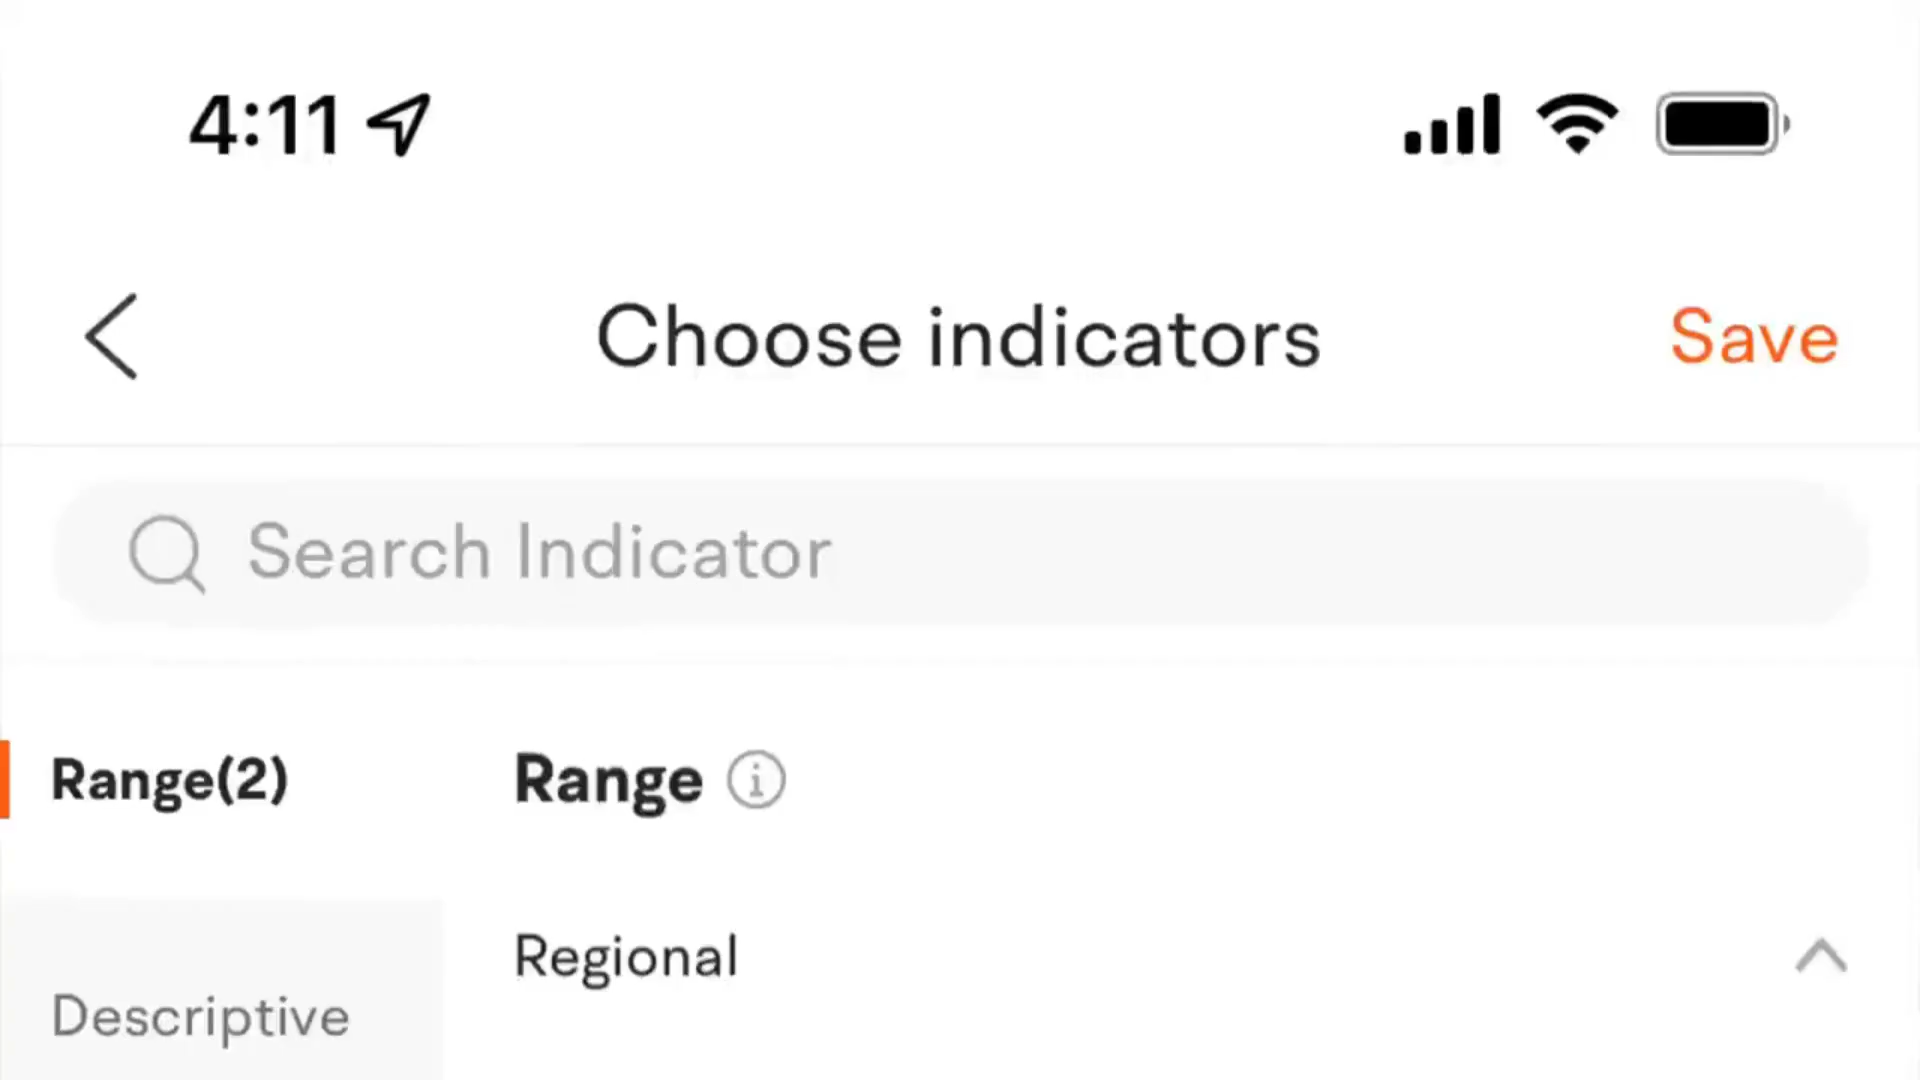 4:11
Choose indicators
Save
Search Indicator
Range(2)
Range
Regional
Descriptive